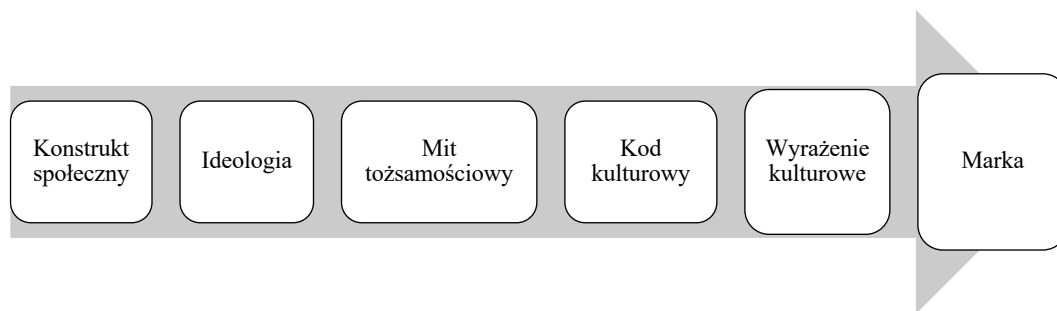 Konstrukt
społeczny
Ideologia
Mit
tożsamościowy
Kod
kulturowy
Wyrażenie
kulturowe
Marka